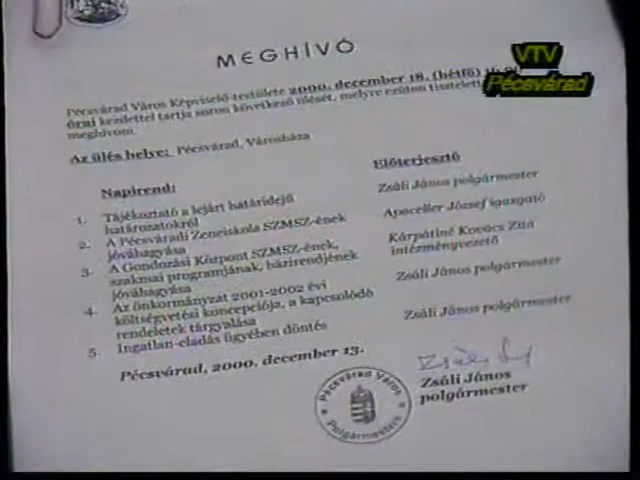 MEGHÍVÓ
VTV
Pécsvárad
Pécsvárad Város Képviselő-testülete 2000. december 18. (hétfő)
órai kezdettel tartja soron következő ülését, melyre ezúton tisztelettel
meghívom.
Az ülés helye: Pécsvárad, Városháza
Napirend:
Előterjesztő
1. Tájékoztató a lejárt határidejű
határozatokról
Zsáli János polgármester
2. A Pécsváradi Zeneiskola SZMSZ-ének
jóváhagyása
Apaceller József igazgató
3. A Gondozási Központ SZMSZ-ének,
szakmai programjának, házirendjének
jóváhagyása
Kárpátiné Kovács Zita
intézményvezető
4. Az önkormányzat 2001-2002 évi
költségvetési koncepciója, a kapcsolódó
rendeletek tárgyalása
Zsáli János polgármester
5. Ingatlan-eladás ügyében döntés
Zsáli János polgármester
Pécsvárad, 2000. december 13.
Zsáli János
polgármester
Pécsvárad Város
Polgármestere